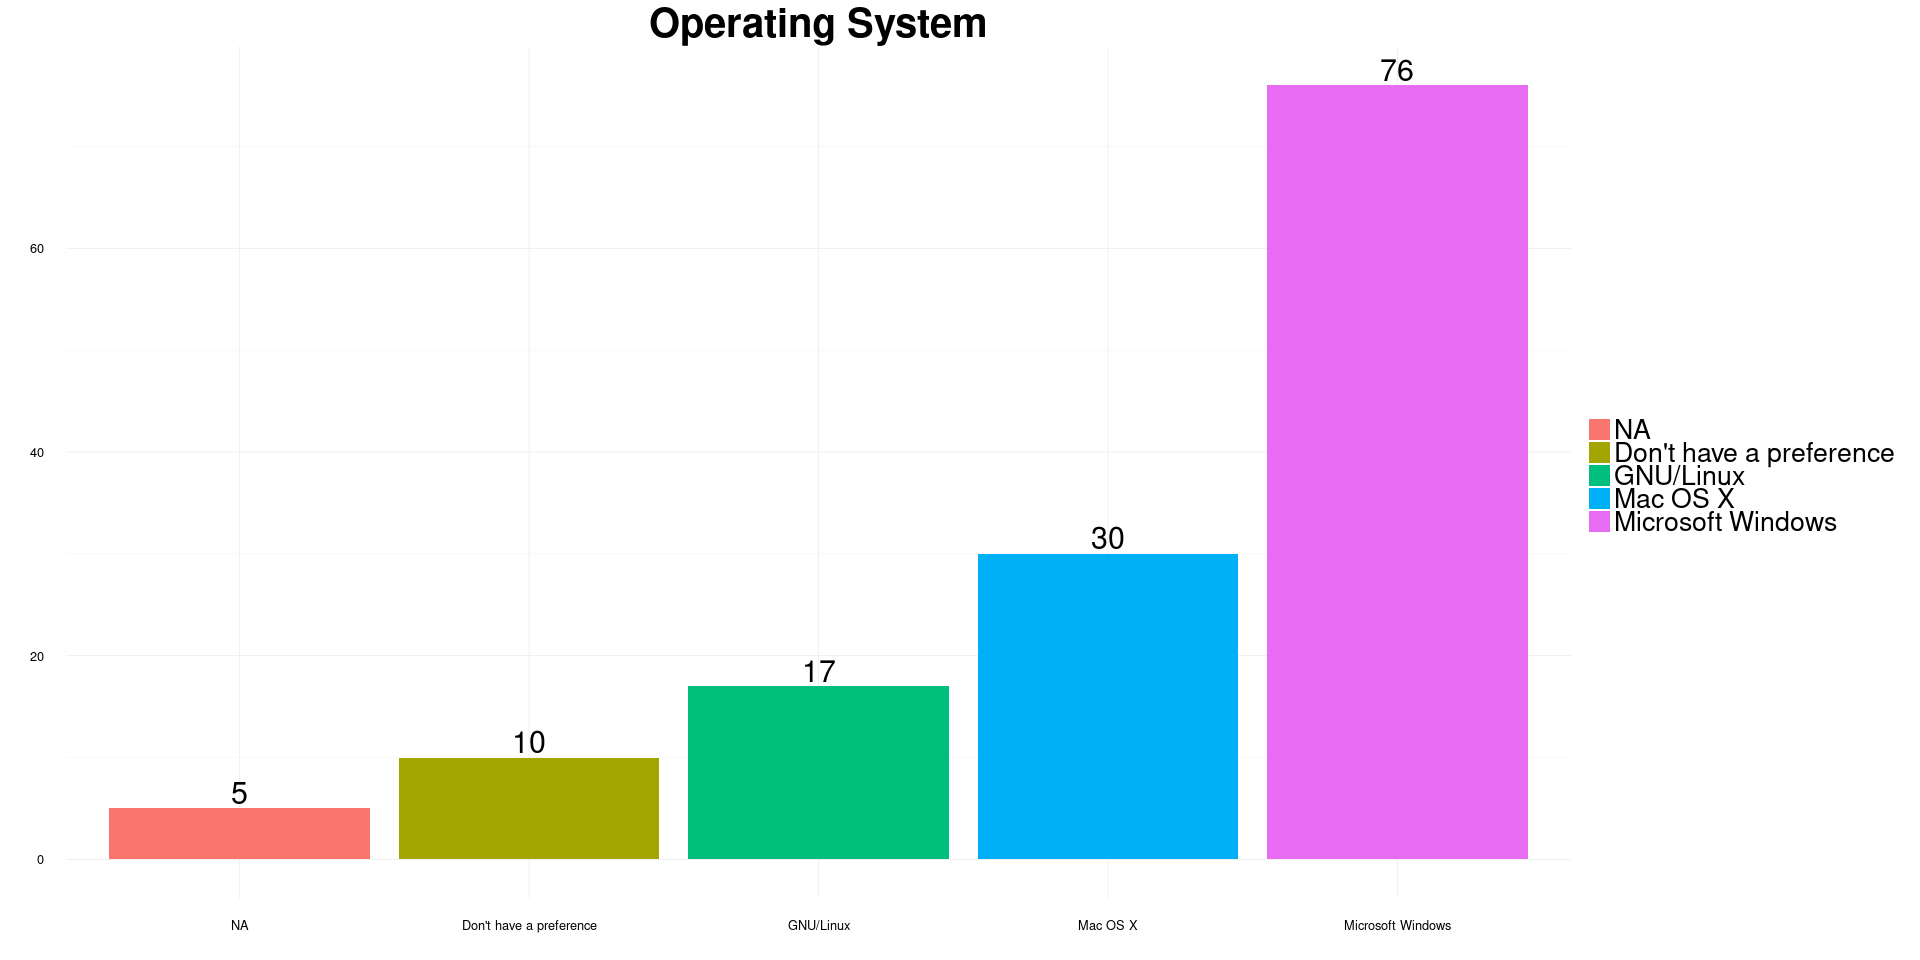 Operating System
76
60
40
30
20
17
10
5
0
NA
Don't have a preference
GNU/Linux
Mac OS X
Microsoft Windows
NA
Don't have a preference
GNU/Linux
Mac OS X
Microsoft Windows